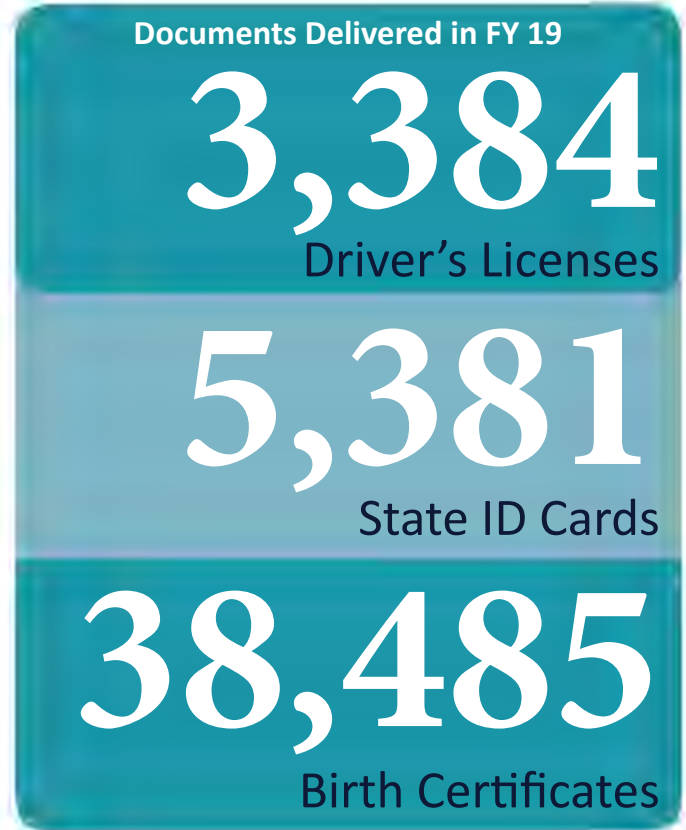 Documents Delivered in FY 19
3,384
Driver’s Licenses
5,381
State ID Cards
38,485
Birth Certificates